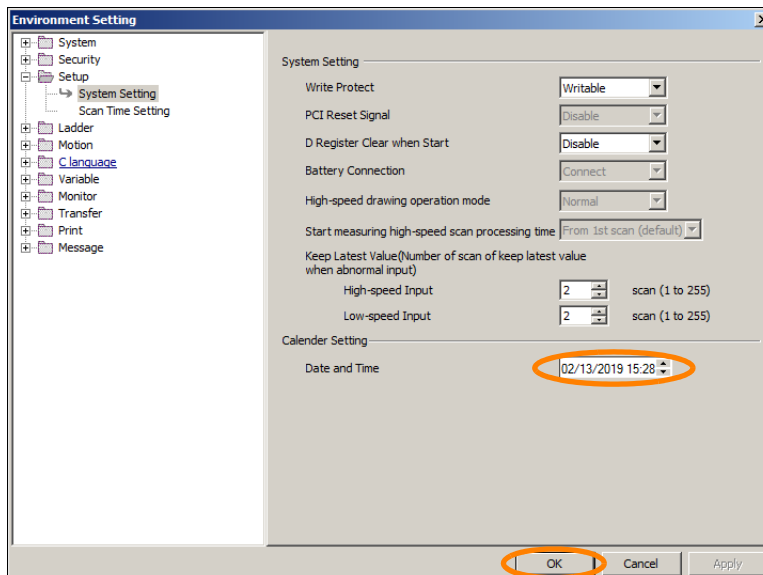 Environment Setting
System
Security
Setup
System Setting
Scan Time Setting
Ladder
Motion
C language
Variable
Monitor
Transfer
Print
Message
System Setting
Write Protect Writable
PCI Reset Signal Disable
D Register Clear when Start Disable
Battery Connection Connect
High-speed drawing operation mode Normal
Start measuring high-speed scan processing time From 1st scan (default)
Keep Latest Value(Number of scan of keep latest value
when abnormal input)
High-speed Input 2 scan (1 to 255)
Low-speed Input 2 scan (1 to 255)
Calender Setting
Date and Time 02/13/2019 15:28
OK Cancel Apply